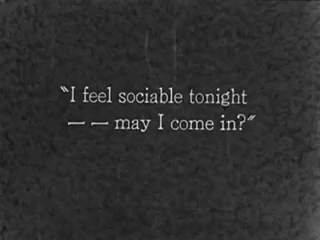 "I feel sociable tonight
— — may I come in?"